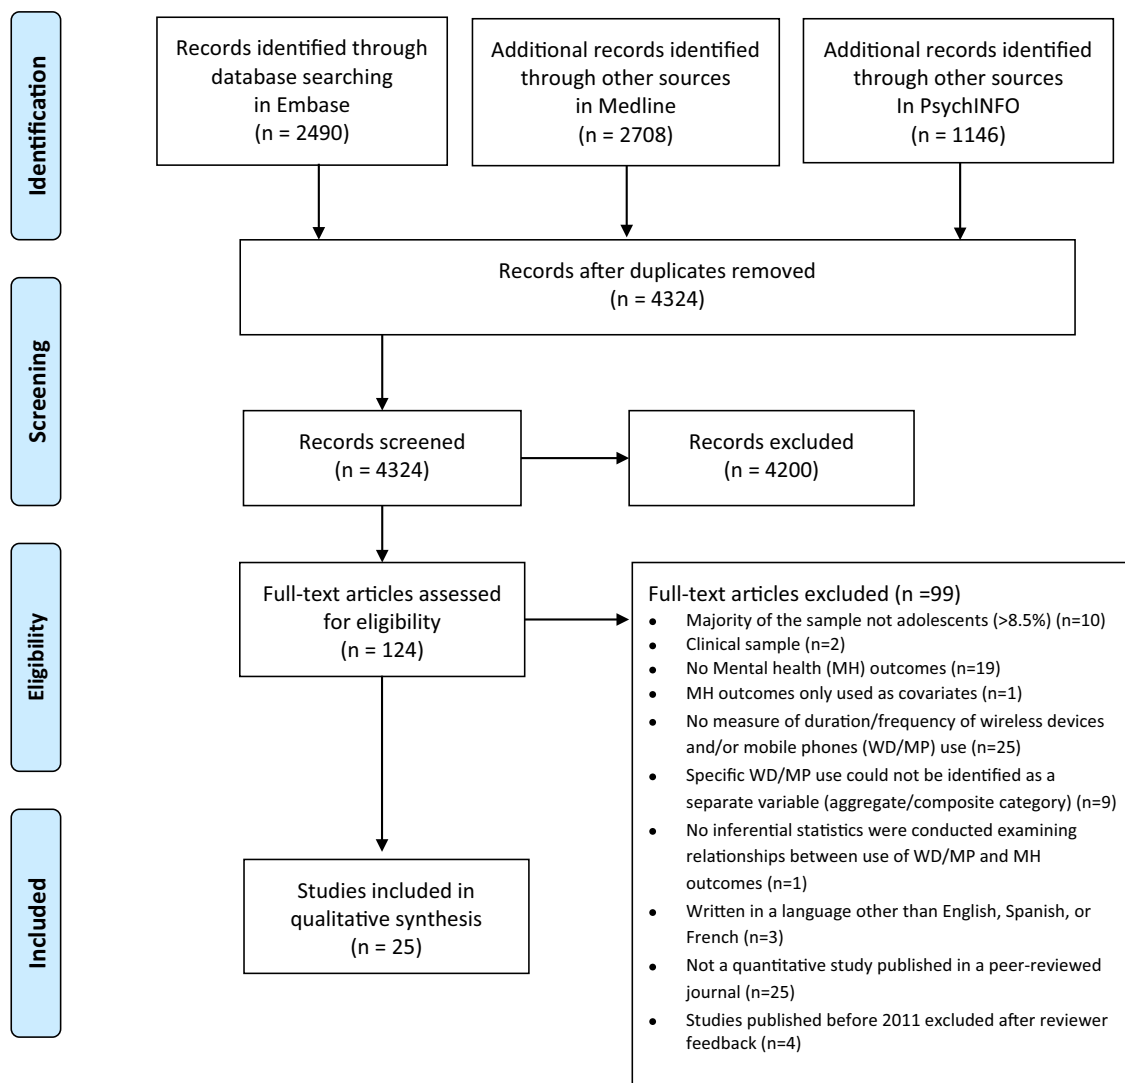 Identification
Records identified through
database searching
in Embase
(n = 2490)
Additional records identified
through other sources
in Medline
(n = 2708)
Additional records identified
through other sources
In PsychINFO
(n = 1146)
Records after duplicates removed
(n = 4324)
Screening
Records screened
(n = 4324)
Records excluded
(n = 4200)
Eligibility
Full-text articles assessed
for eligibility
(n = 124)
Full-text articles excluded (n =99)
• Majority of the sample not adolescents (>8.5%) (n=10)
• Clinical sample (n=2)
• No Mental health (MH) outcomes (n=19)
• MH outcomes only used as covariates (n=1)
• No measure of duration/frequency of wireless devices
and/or mobile phones (WD/MP) use (n=25)
• Specific WD/MP use could not be identified as a
separate variable (aggregate/composite category) (n=9)
• No inferential statistics were conducted examining
relationships between use of WD/MP and MH
outcomes (n=1)
• Written in a language other than English, Spanish, or
French (n=3)
• Not a quantitative study published in a peer-reviewed
journal (n=25)
• Studies published before 2011 excluded after reviewer
feedback (n=4)
Included
Studies included in
qualitative synthesis
(n = 25)